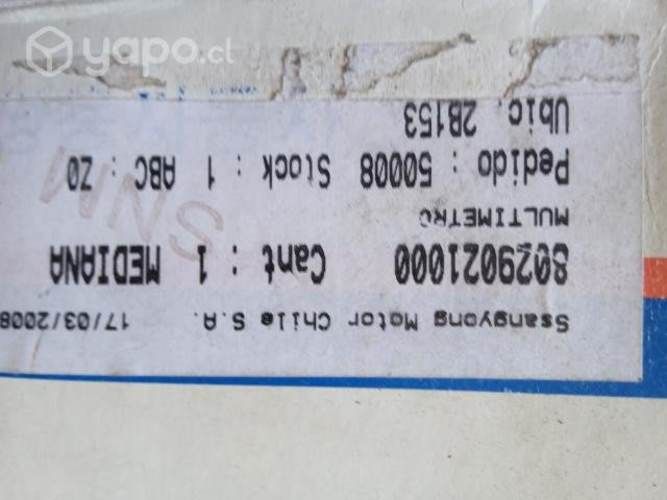 yapo.cl
Ssangyong Motor Chile S.A. 17/03/2008
8029021000 Cant : 1 MEDIANA
MULTIMETRO
Pedido : 50008 Stock : 1 ABC : Z0
Ubic. 2B153
SNM